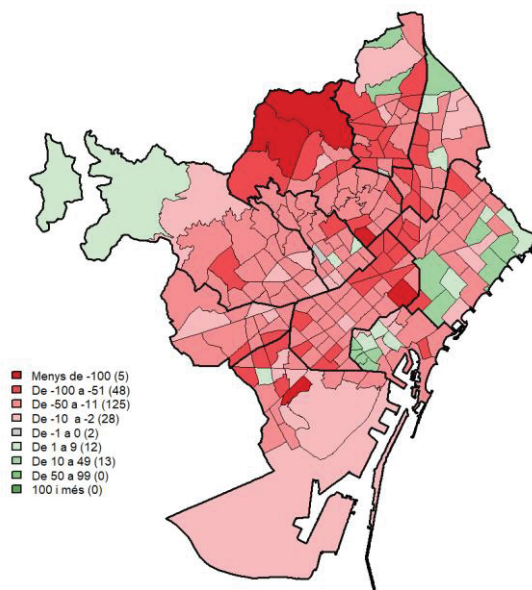 Menys de -100 (5)
De -100 a -51 (48)
De -50 a -11 (125)
De -10 a -2 (28)
De -1 a 0 (2)
De 1 a 9 (12)
De 10 a 49 (13)
De 50 a 99 (0)
100 i més (0)